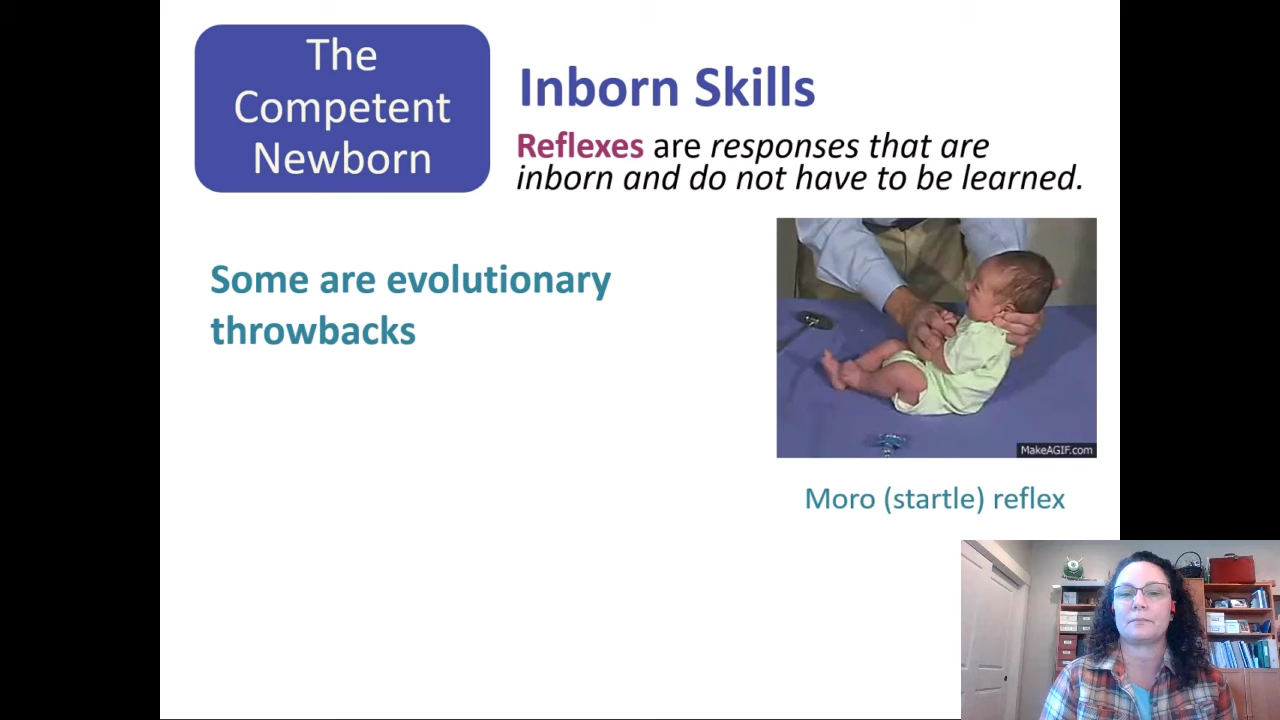 The
Competent
Newborn
Inborn Skills
Reflexes are responses that are
inborn and do not have to be learned.
Some are evolutionary
throwbacks
MakeAGIF.com
Moro (startle) reflex